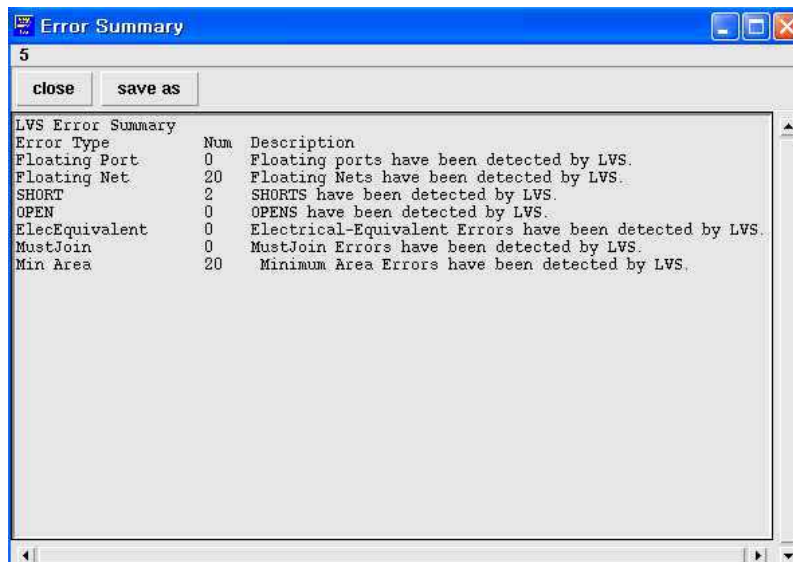 Error Summary
5
close save as
LVS Error Summary
Error Type Num Description
Floating Port 0 Floating ports have been detected by LVS.
Floating Net 20 Floating Nets have been detected by LVS.
SHORT 2 SHORTS have been detected by LVS.
OPEN 0 OPENS have been detected by LVS.
ElecEquivalent 0 Electrical-Equivalent Errors have been detected by LVS.
MustJoin 0 MustJoin Errors have been detected by LVS.
Min Area 20 Minimum Area Errors have been detected by LVS.